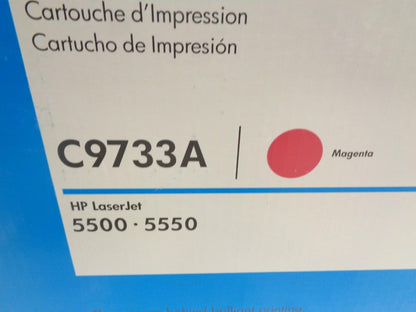 Cartouche d'Impression
Cartucho de Impresión
C9733A
Magenta
HP LaserJet
5500 · 5550